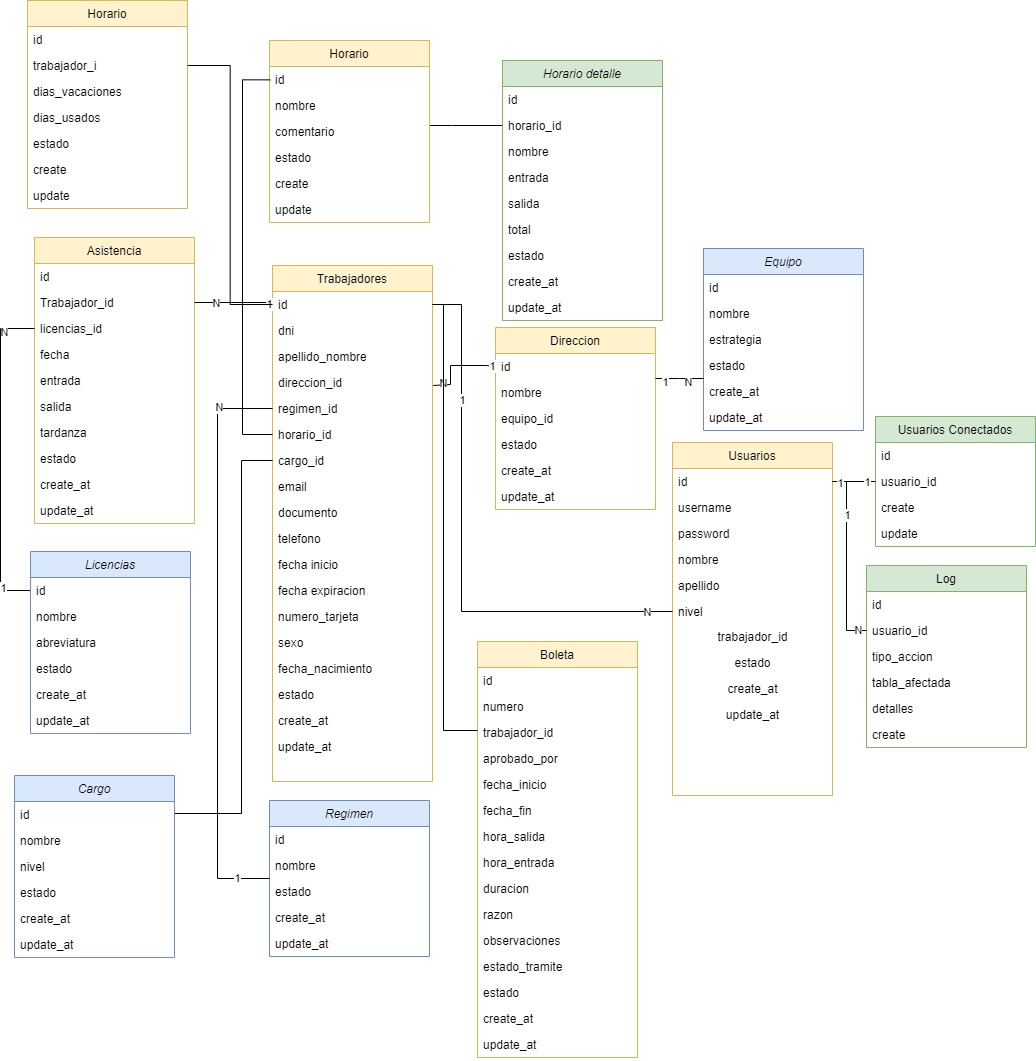 Horario
id
trabajador_i
dias_vacaciones
dias_usados
estado
create
update
Horario
id
nombre
comentario
estado
create
update
Horario detalle
id
horario_id
nombre
entrada
salida
total
estado
create_at
update_at
Asistencia
id
Trabajador_id
licencias_id
fecha
entrada
salida
tardanza
estado
create_at
update_at
N
N
1
Trabajadores
id
dni
apellido_nombre
direccion_id
regimen_id
horario_id
cargo_id
email
documento
telefono
fecha inicio
fecha expiracion
numero_tarjeta
sexo
fecha_nacimiento
estado
create_at
update_at
N
N
1
1
Direccion
id
nombre
equipo_id
estado
create_at
update_at
1
N
Equipo
id
nombre
estrategia
estado
create_at
update_at
Usuarios
id
username
password
nombre
apellido
nivel
trabajador_id
estado
create_at
update_at
N
1
1
1
N
Usuarios Conectados
id
usuario_id
create
update
Log
id
usuario_id
tipo_accion
tabla_afectada
detalles
create
1
Licencias
id
nombre
abreviatura
estado
create_at
update_at
Boleta
id
numero
trabajador_id
aprobado_por
fecha_inicio
fecha_fin
hora_salida
hora_entrada
duracion
razon
observaciones
estado_tramite
estado
create_at
update_at
Cargo
id
nombre
nivel
estado
create_at
update_at
1
Regimen
id
nombre
estado
create_at
update_at